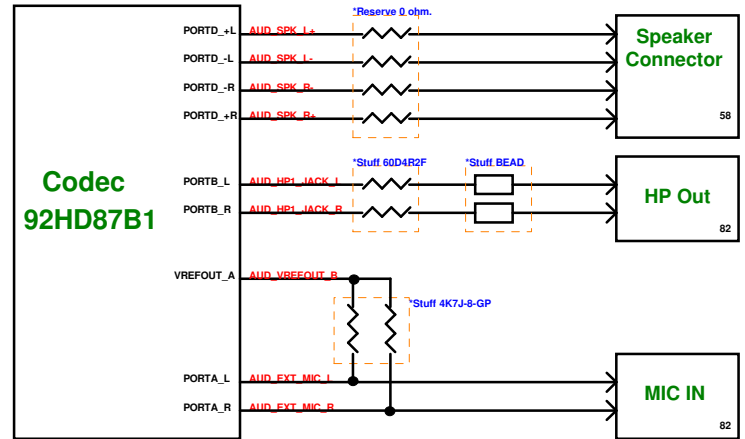 *Reserve 0 ohm.
PORTD_+L AUD_SPK_L+
PORTD_-L AUD_SPK_L-
PORTD_-R AUD_SPK_R-
PORTD_+R AUD_SPK_R+
Speaker
Connector
58
*Stuff 60D4R2F *Stuff BEAD
Codec
92HD87B1
PORTB_L AUD_HP1_JACK_L
PORTB_R AUD_HP1_JACK_R
HP Out
82
VREFOUT_A AUD_VREFOUT_B
*Stuff 4K7J-8-GP
PORTA_L AUD_EXT_MIC_L
PORTA_R AUD_EXT_MIC_R
MIC IN
82